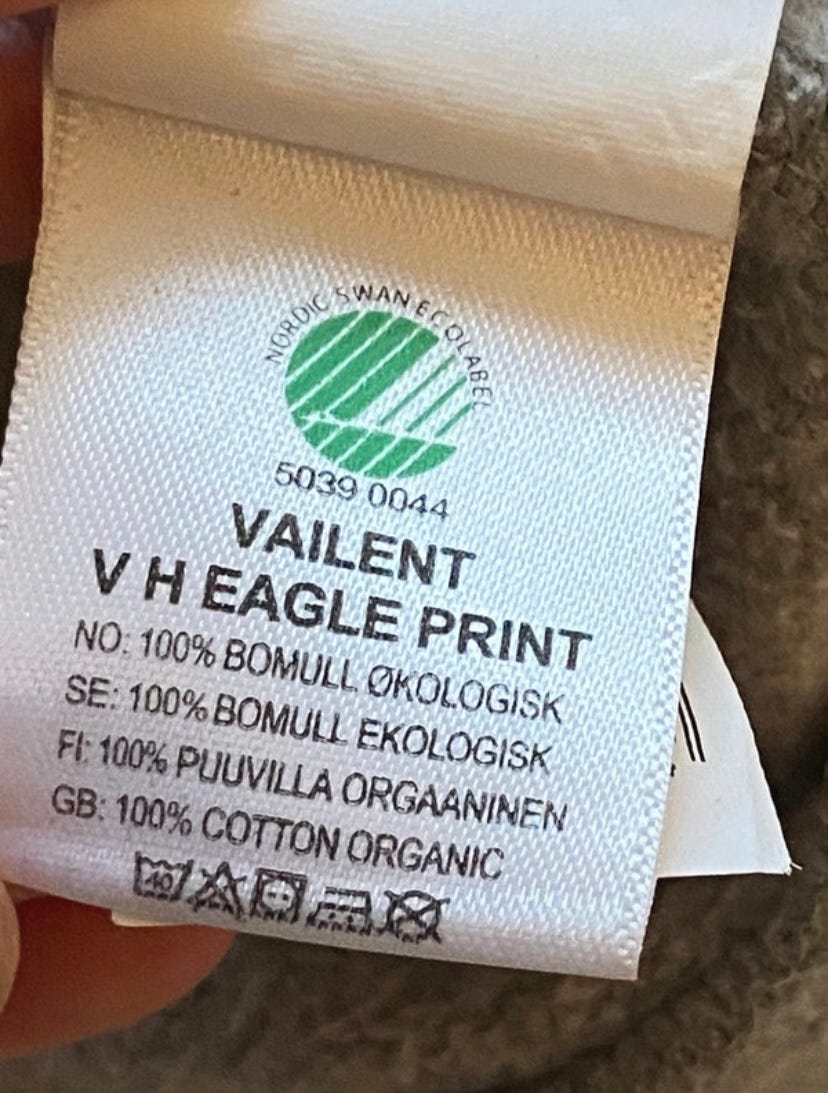 NORDIC SWAN ECOLABEL
5039 0044
VAILENT
V H EAGLE PRINT
NO: 100% BOMULL ØKOLOGISK
SE: 100% BOMULL EKOLOGISK
FI: 100% PUUVILLA ORGAANINEN
GB: 100% COTTON ORGANIC
40